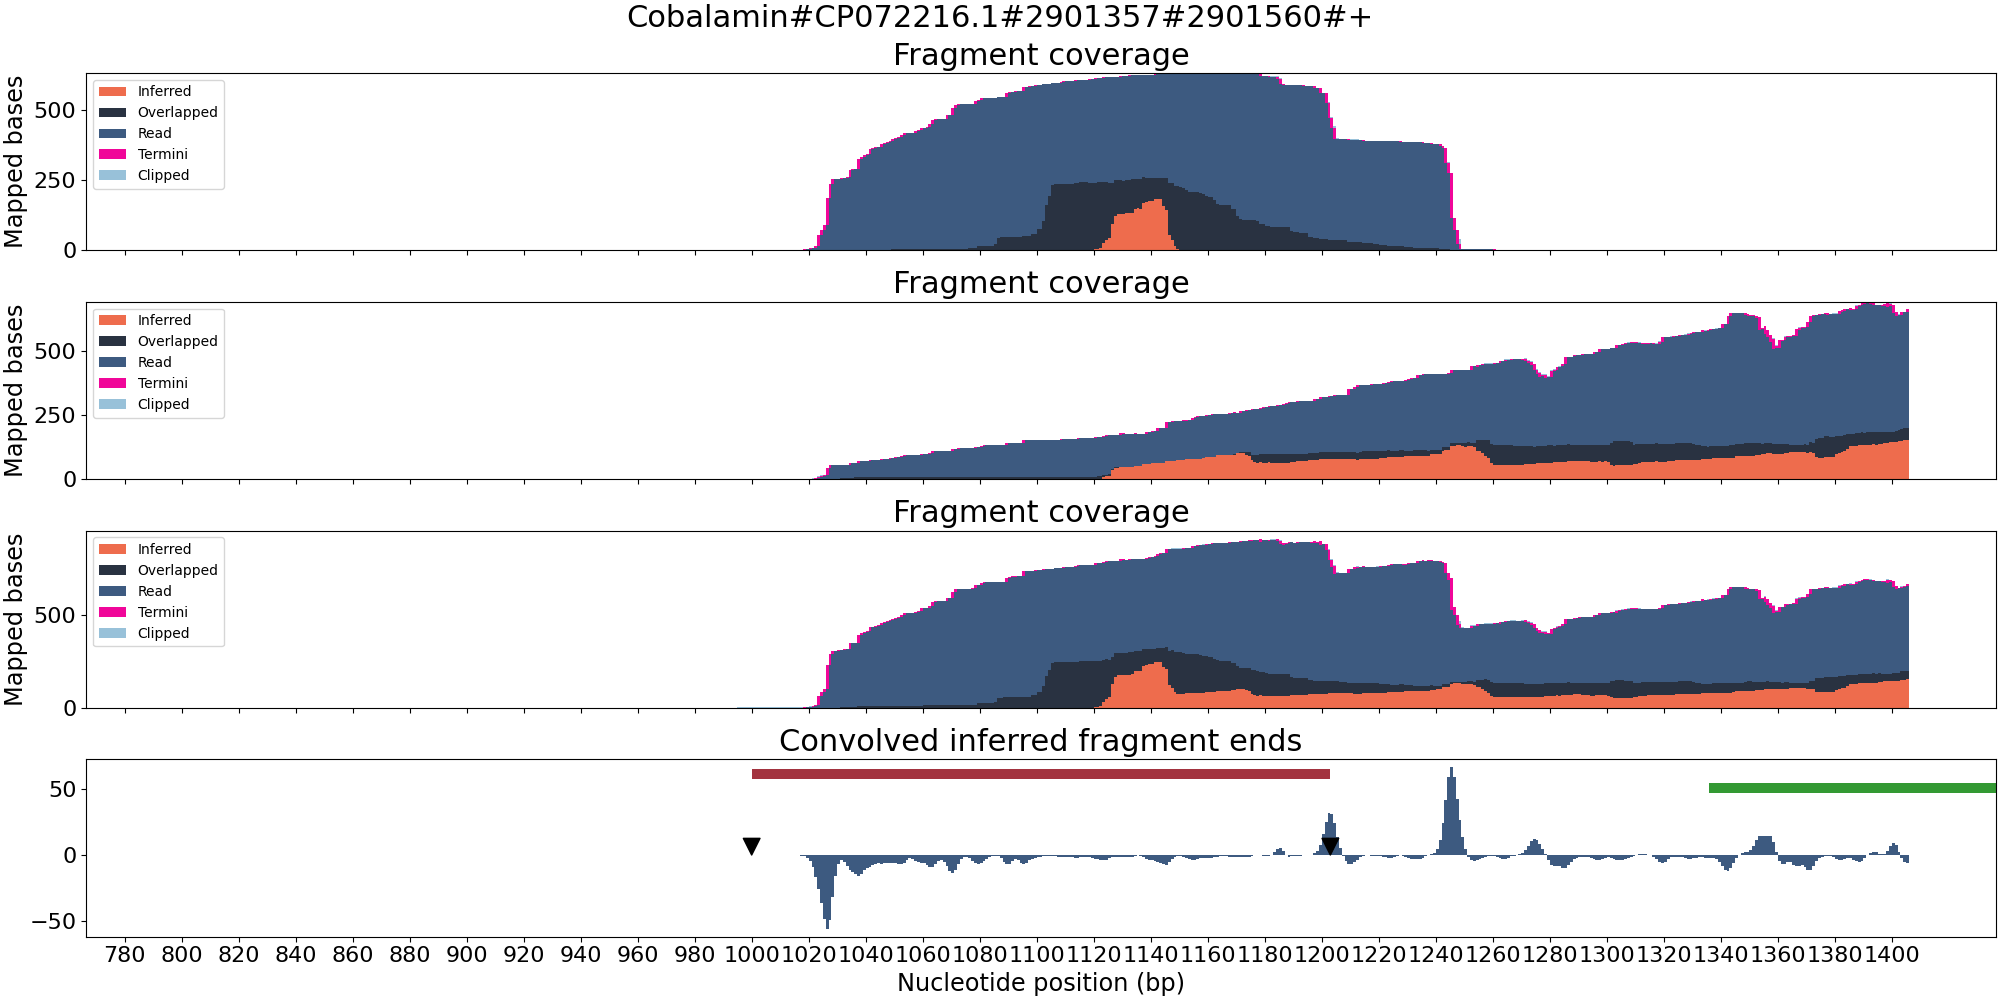 Cobalamin#CP072216.1#2901357#2901560#+
Fragment coverage
Mapped bases
500
250
0
Inferred
Overlapped
Read
Termini
Clipped
Fragment coverage
Mapped bases
500
250
0
Inferred
Overlapped
Read
Termini
Clipped
Fragment coverage
Mapped bases
500
0
Inferred
Overlapped
Read
Termini
Clipped
Convolved inferred fragment ends
50
0
−50
780 800 820 840 860 880 900 920 940 960 980 1000 1020 1040 1060 1080 1100 1120 1140 1160 1180 1200 1220 1240 1260 1280 1300 1320 1340 1360 1380 1400
Nucleotide position (bp)